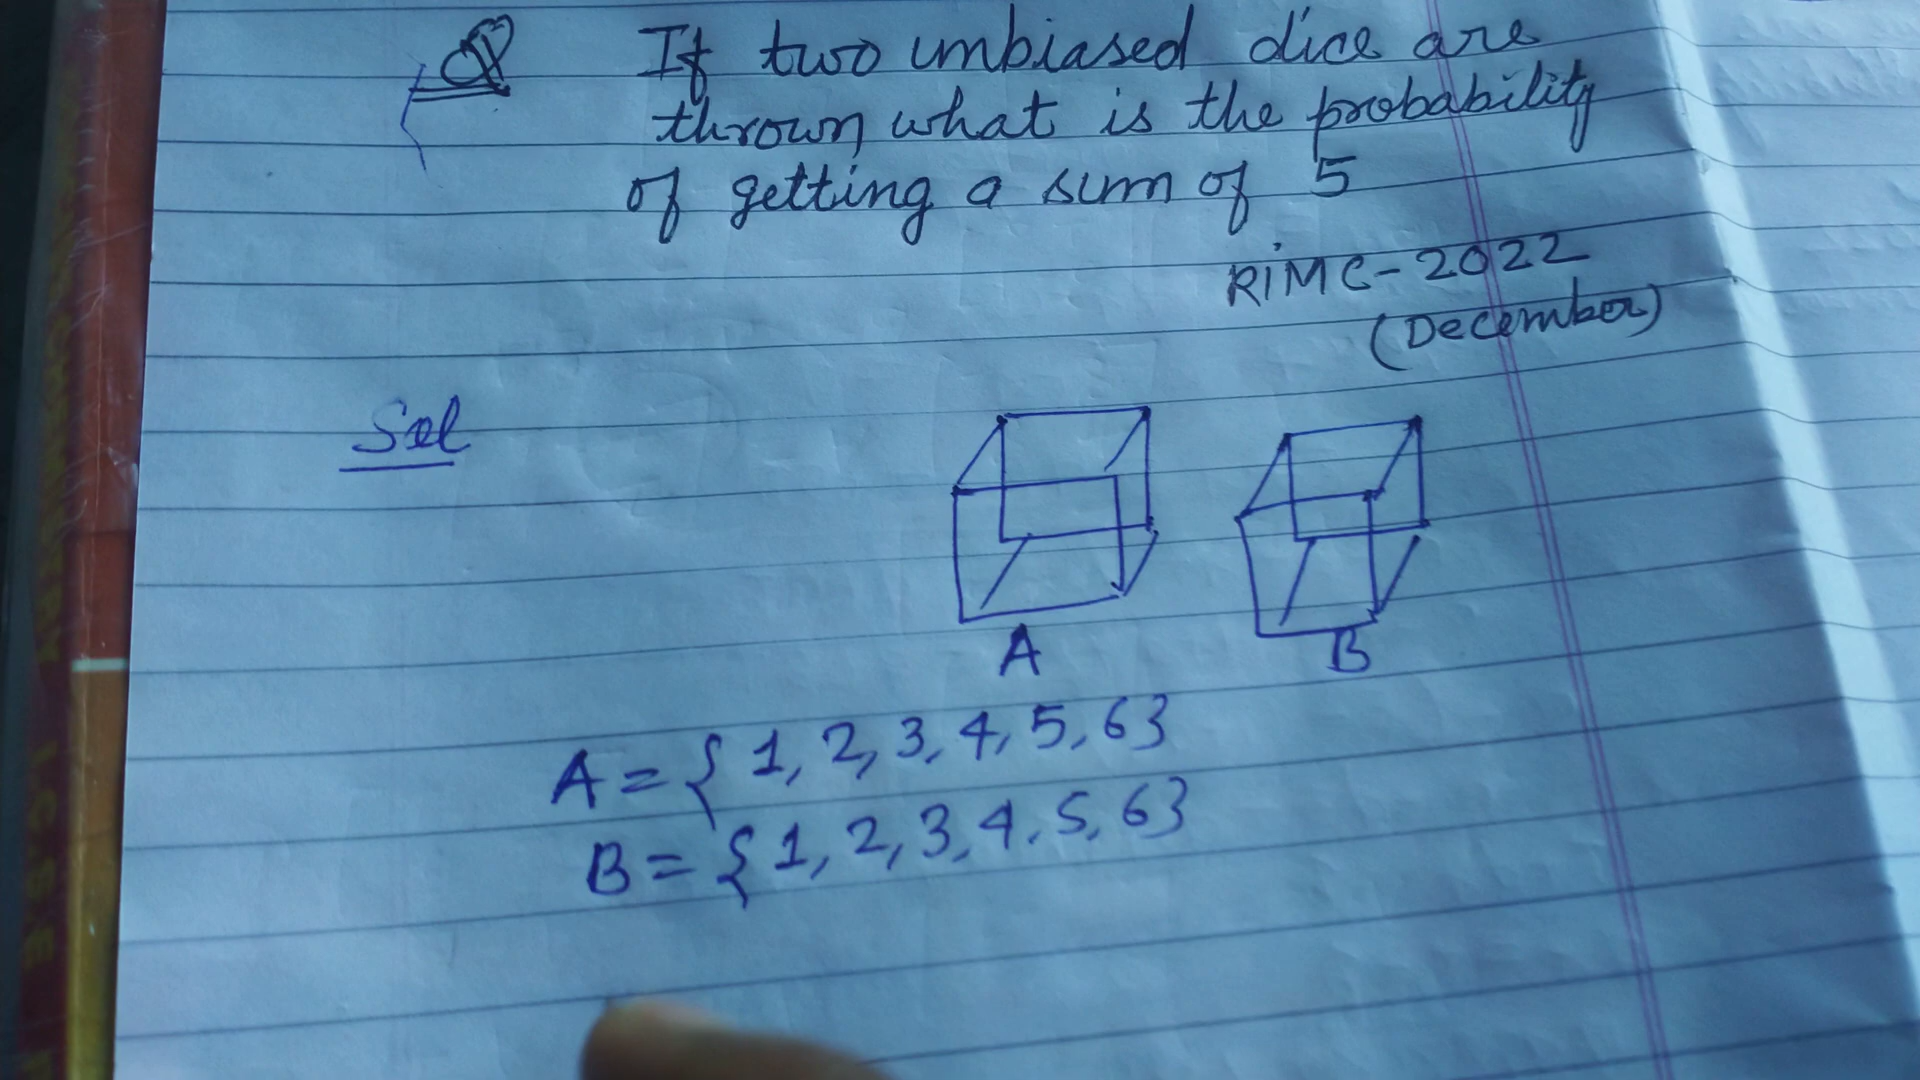 Q If two unbiased dice are
thrown, what is the probability
of getting a sum of 5
RIMC-2022
(December)
Sol
A B
A = { 1, 2, 3, 4, 5, 6}
B = { 1, 2, 3, 4, 5, 6}